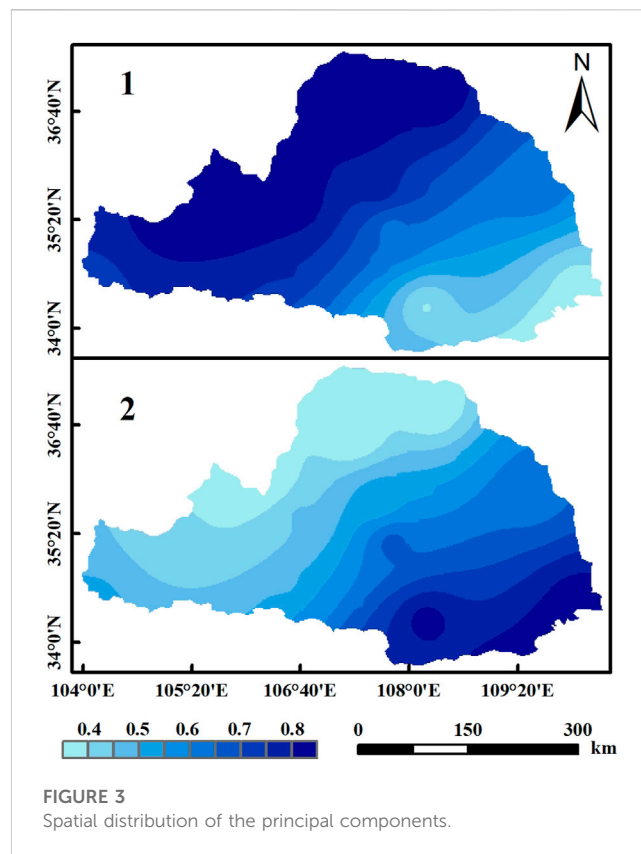 1
N
36°40'N
35°20'N
34°0'N
2
36°40'N
35°20'N
34°0'N
104°0'E 105°20'E 106°40'E 108°0'E 109°20'E
0.4 0.5 0.6 0.7 0.8
0 150 300
km
FIGURE 3
Spatial distribution of the principal components.